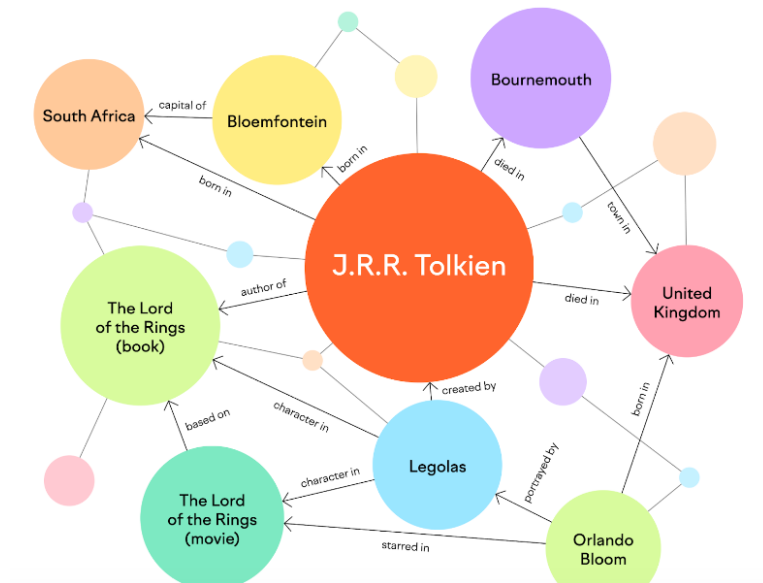 South Africa
capital of
Bloemfontein
Bournemouth
born in
born in
died in
town in
J.R.R. Tolkien
author of
died in
United
Kingdom
The Lord
of the Rings
(book)
created by
character in
based on
born in
Legolas
portrayed by
character in
The Lord
of the Rings
(movie)
starred in
Orlando
Bloom